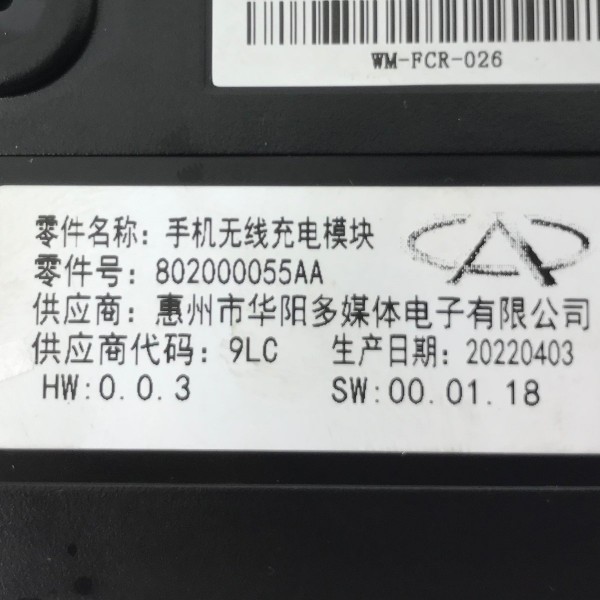 WM-FCR-026
零件名称: 手机无线充电模块
零件号: 802000055AA
供应商: 惠州市华阳多媒体电子有限公司
供应商代码: 9LC 生产日期: 20220403
HW:0.0.3 SW:00.01.18